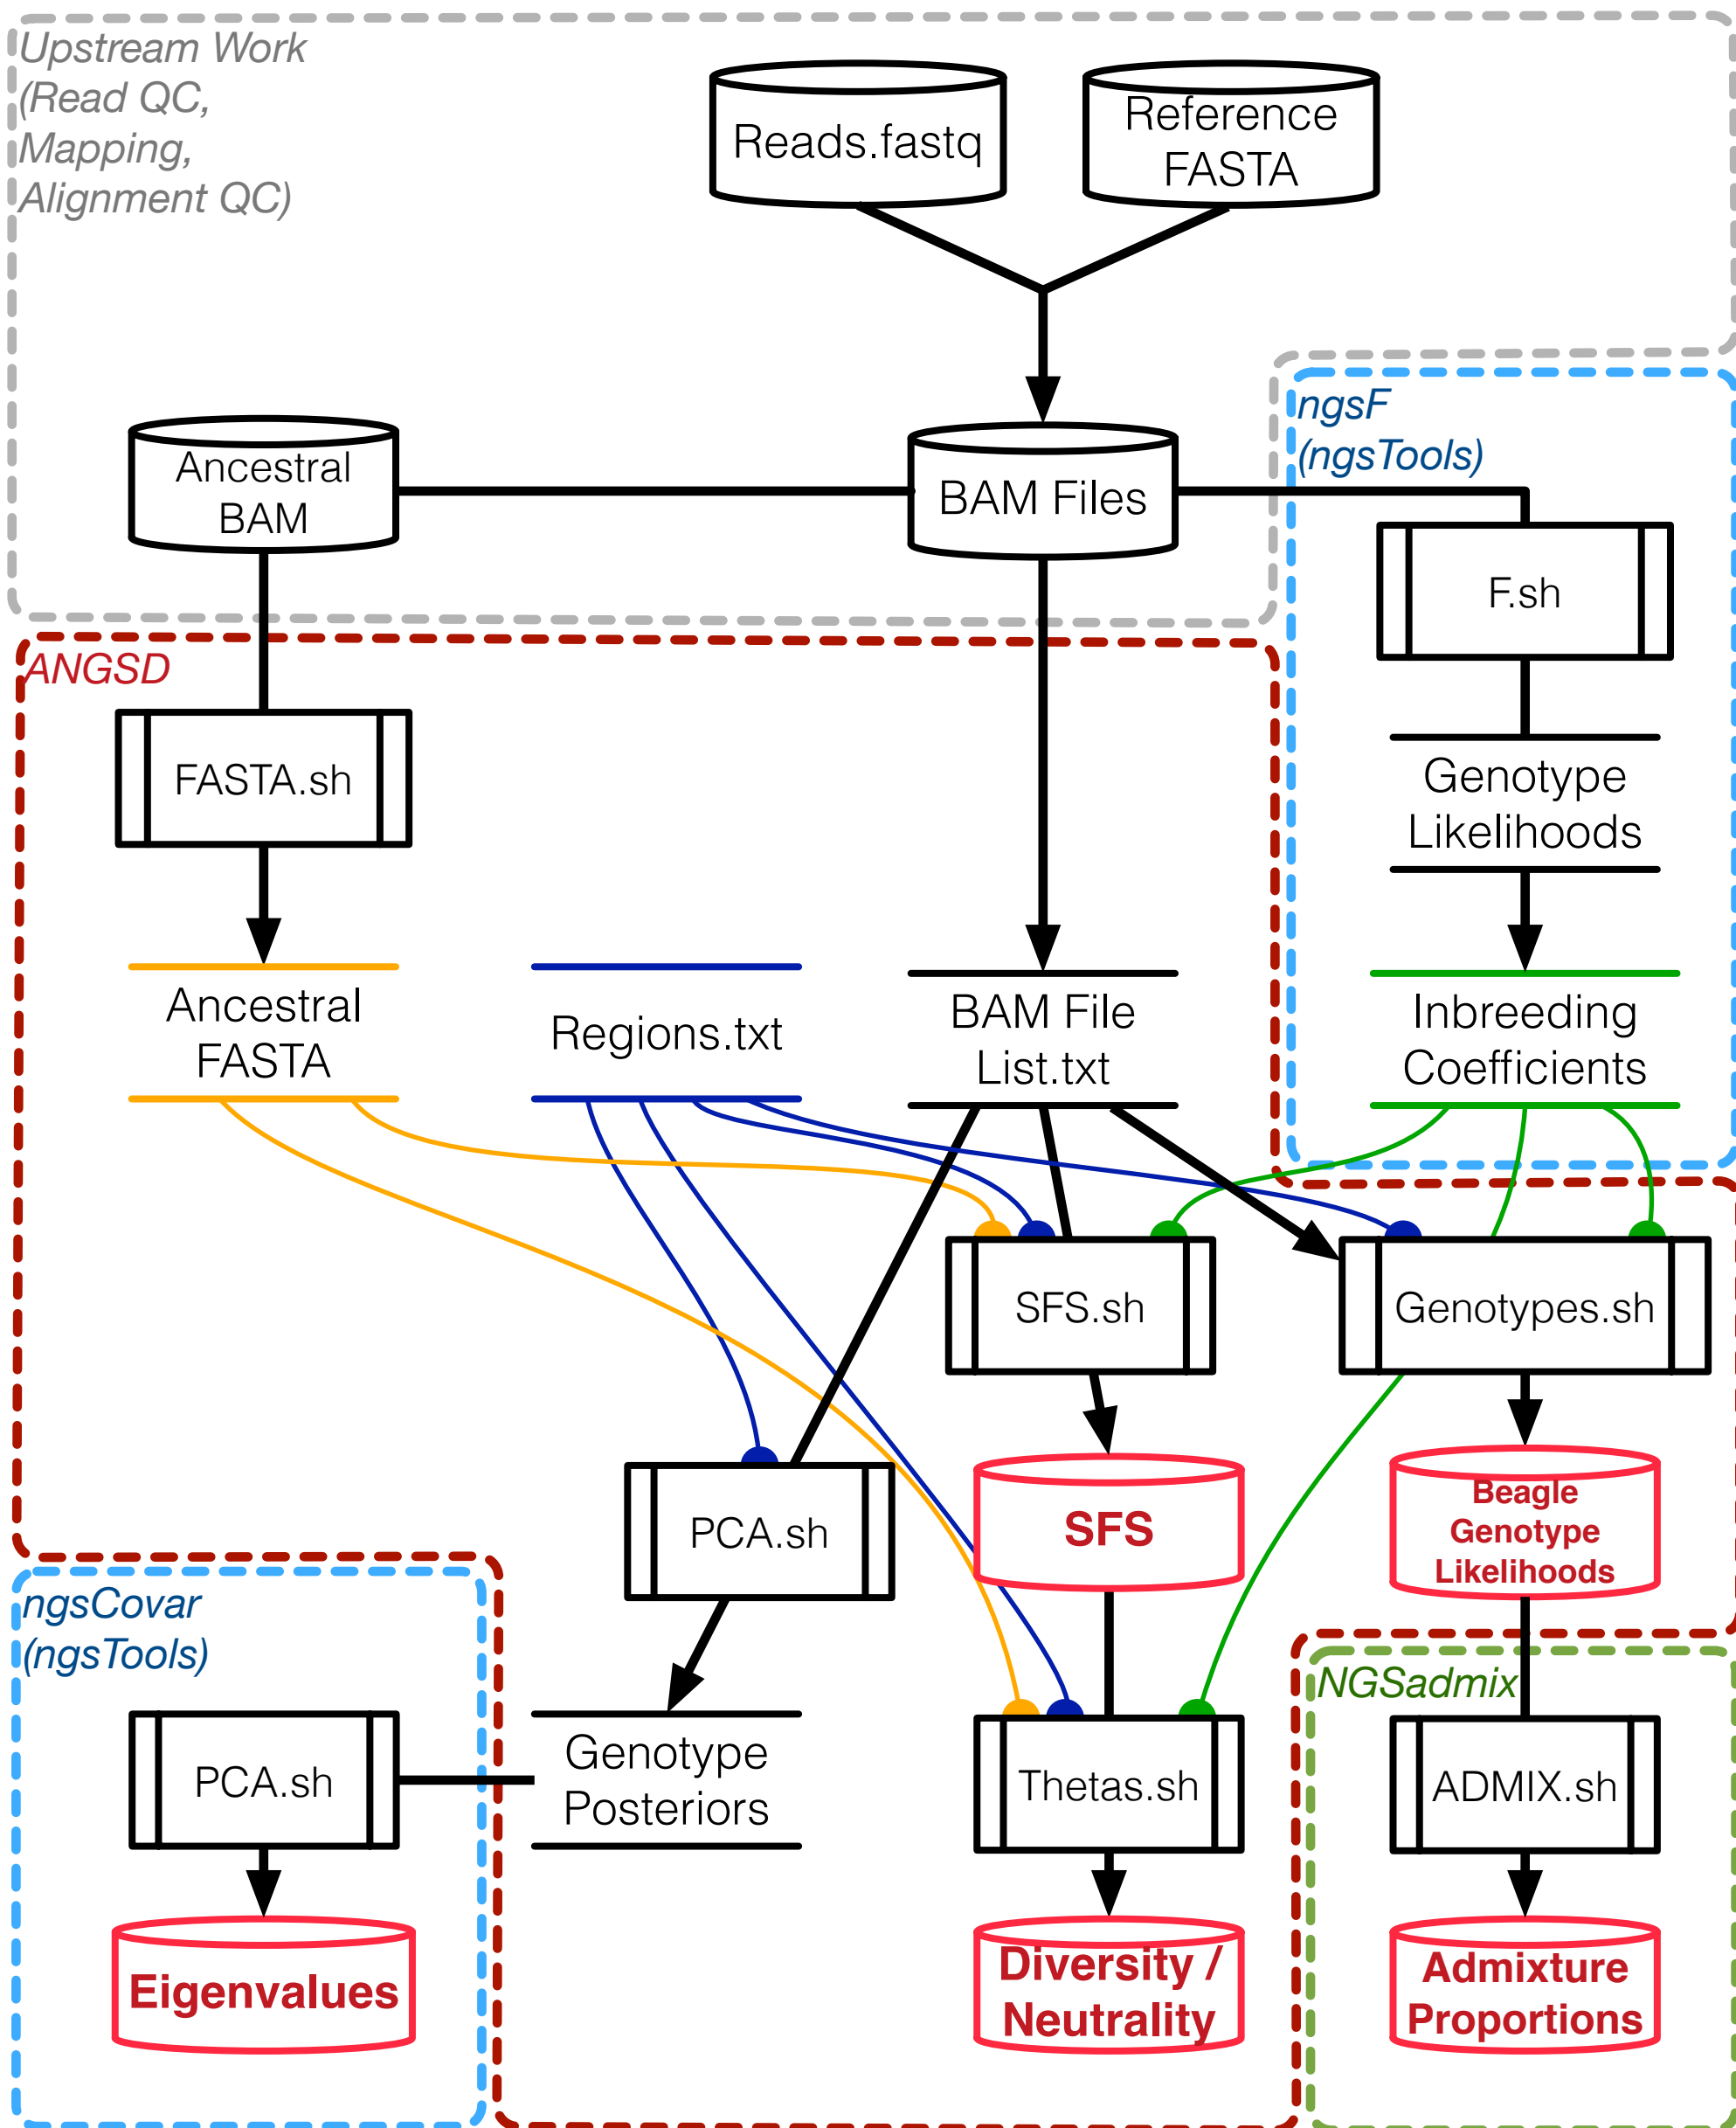 Upstream Work
(Read QC,
Mapping,
Alignment QC)
Reads.fastq
Reference
FASTA
ngsF
(ngsTools)
Ancestral
BAM
BAM Files
F.sh
ANGSD
FASTA.sh
Genotype
Likelihoods
Ancestral
FASTA
Regions.txt
BAM File
List.txt
Inbreeding
Coefficients
SFS.sh
Genotypes.sh
PCA.sh
SFS
Beagle
Genotype
Likelihoods
ngsCovar
(ngsTools)
NGSadmix
PCA.sh
Genotype
Posteriors
Thetas.sh
ADMIX.sh
Eigenvalues
Diversity /
Neutrality
Admixture
Proportions